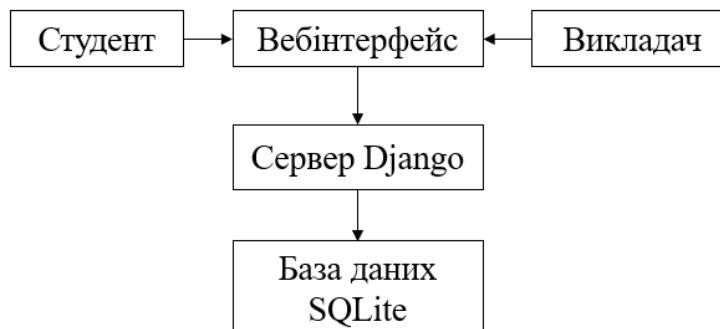 Студент
Вебінтерфейс
Викладач
Сервер Django
База даних
SQLite